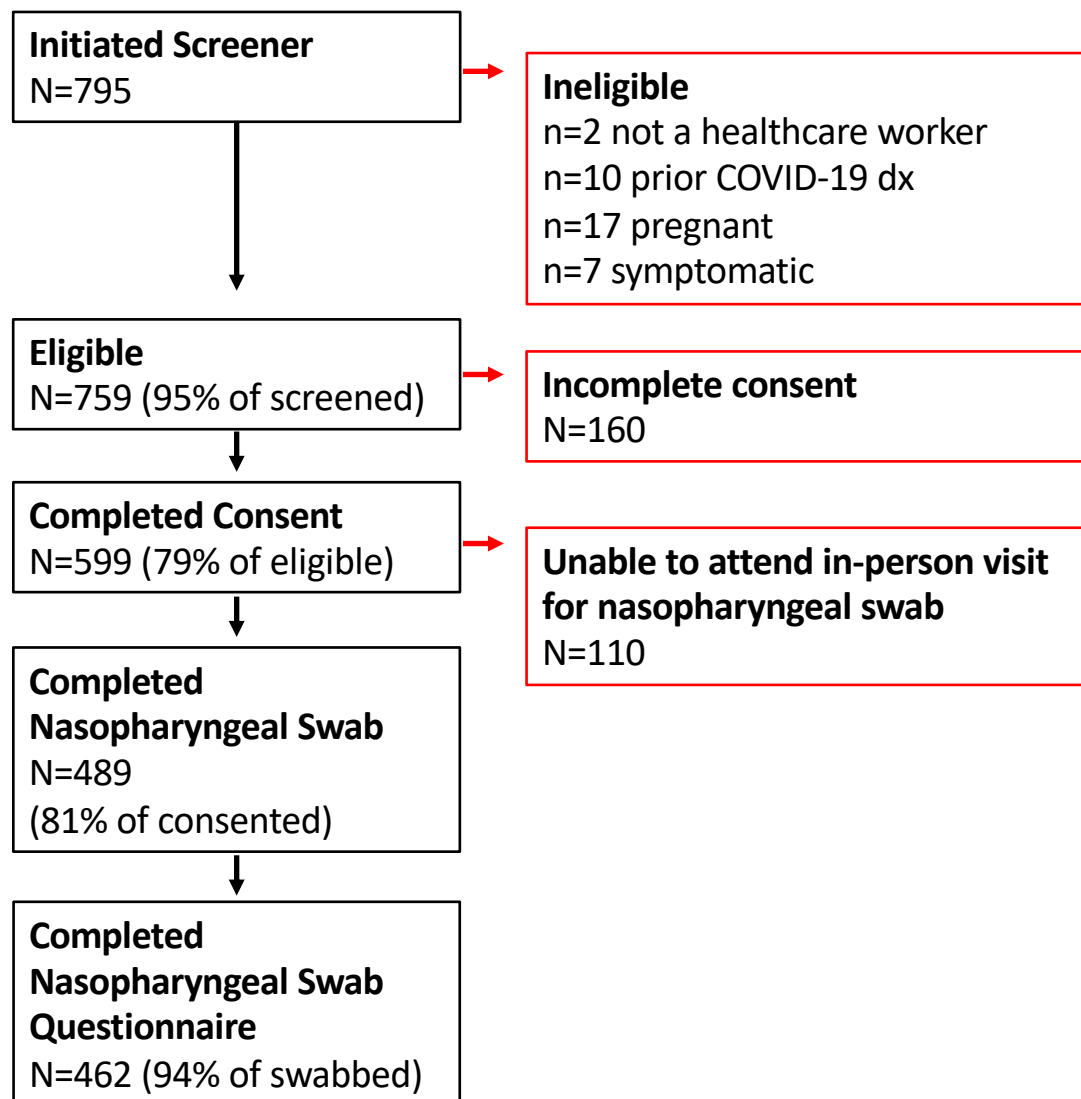 Initiated Screener
N=795
Ineligible
n=2 not a healthcare worker
n=10 prior COVID-19 dx
n=17 pregnant
n=7 symptomatic
Eligible
N=759 (95% of screened)
Incomplete consent
N=160
Completed Consent
N=599 (79% of eligible)
Unable to attend in-person visit
for nasopharyngeal swab
N=110
Completed
Nasopharyngeal Swab
N=489
(81% of consented)
Completed
Nasopharyngeal Swab
Questionnaire
N=462 (94% of swabbed)